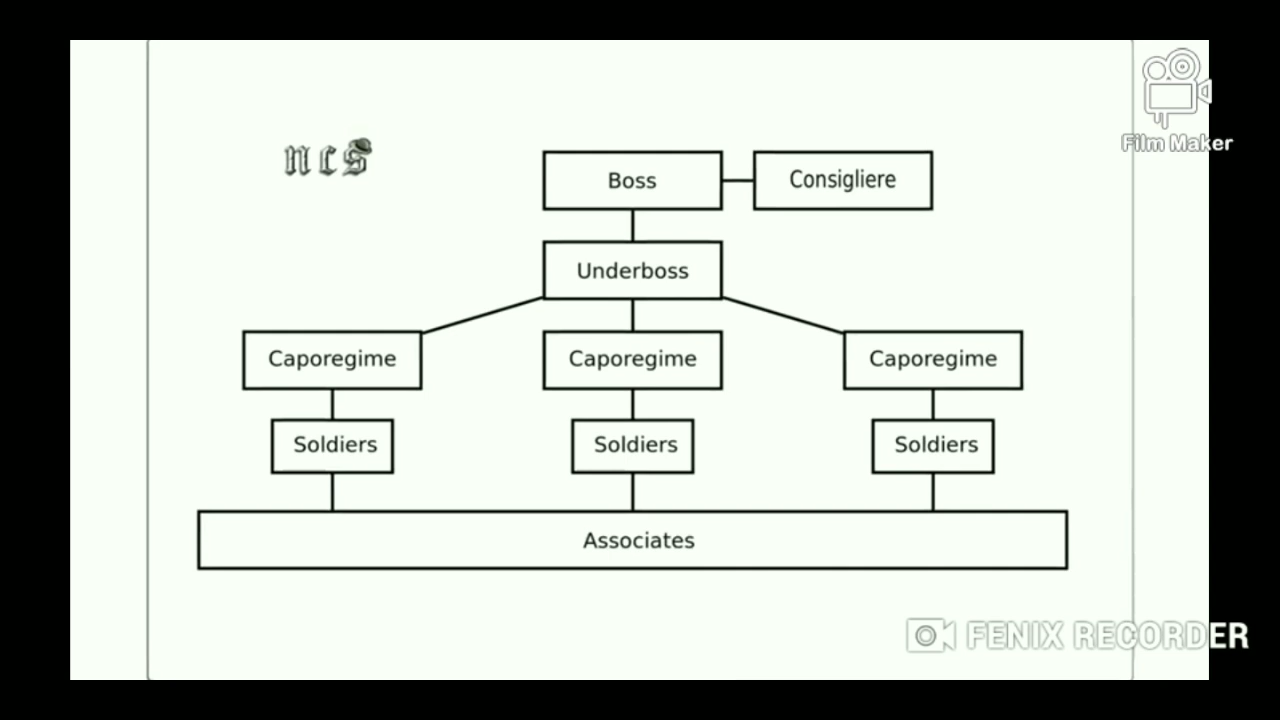 Film Maker
ncs
Boss
Consigliere
Underboss
Caporegime
Caporegime
Caporegime
Soldiers
Soldiers
Soldiers
Associates
FENIX RECORDER